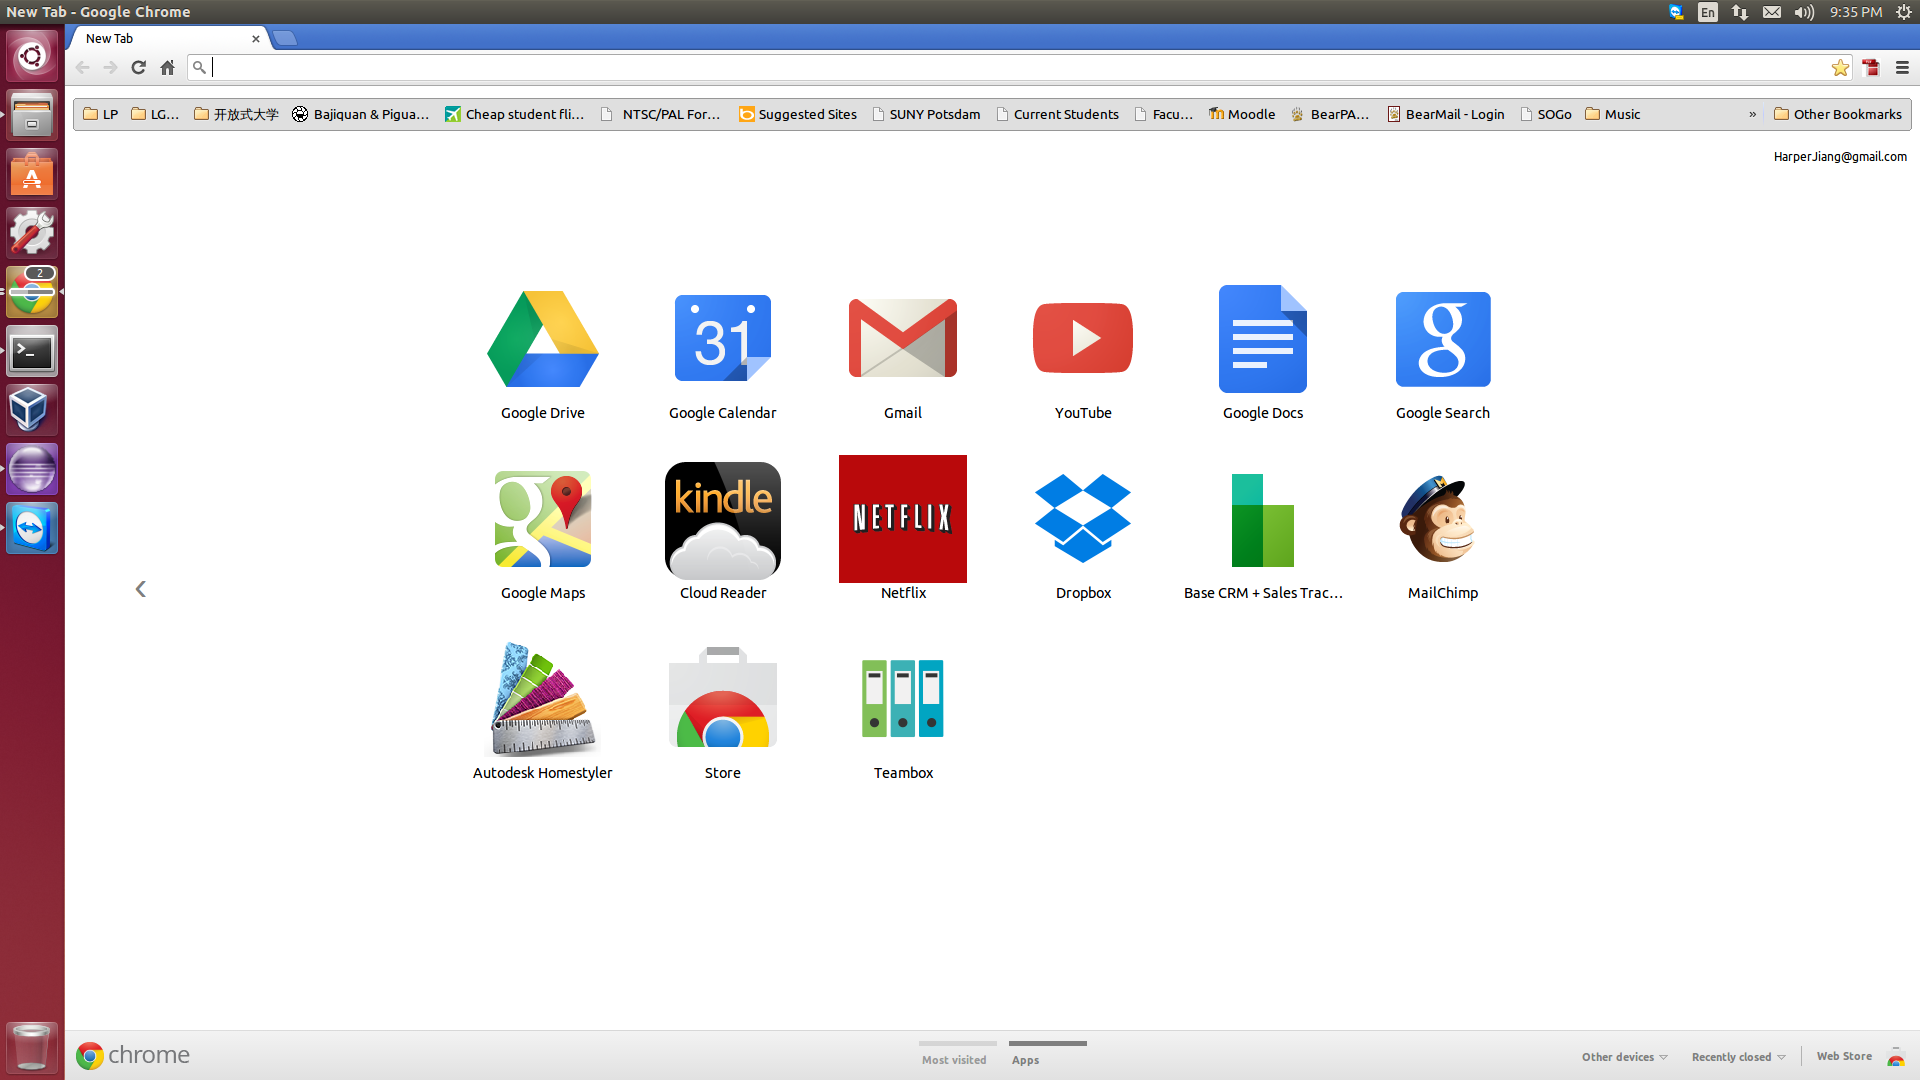 New Tab - Google Chrome
En
9:35 PM
New Tab
LP
LG...
开放式大学
Bajiquan & Pigua...
Cheap student fli...
NTSC/PAL For...
Suggested Sites
SUNY Potsdam
Current Students
Facu...
Moodle
BearPA...
BearMail - Login
SOGo
Music
»
Other Bookmarks
HarperJiang@gmail.com
2
31
g
Google Drive
Google Calendar
Gmail
YouTube
Google Docs
Google Search
g
kindle
NETFLIX
Google Maps
Cloud Reader
Netflix
Dropbox
Base CRM + Sales Trac...
MailChimp
Autodesk Homestyler
Store
Teambox
chrome
Most visited
Apps
Other devices
Recently closed
Web Store